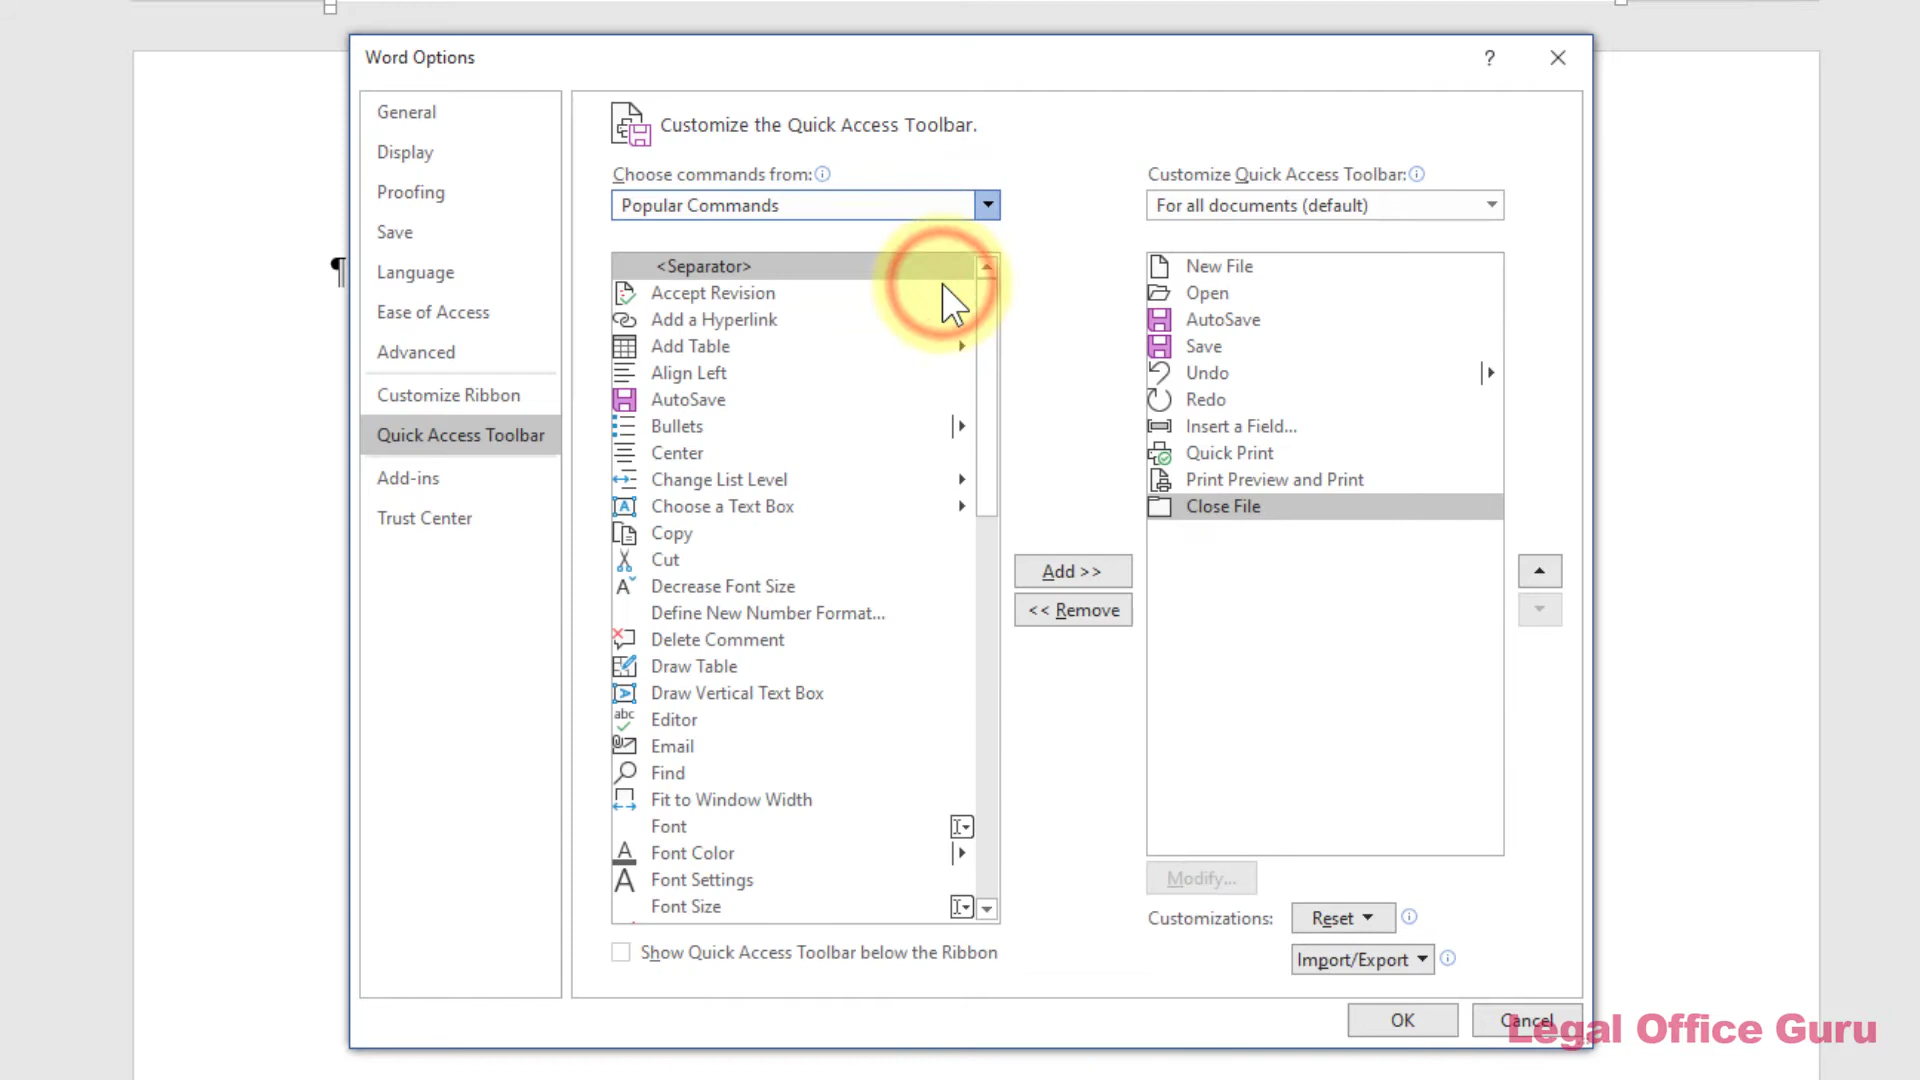 Word Options
?
General
Display
Proofing
Save
Language
Ease of Access
Advanced
Customize Ribbon
Quick Access Toolbar
Add-ins
Trust Center
Customize the Quick Access Toolbar.
Choose commands from:
Popular Commands
<Separator>
Accept Revision
Add a Hyperlink
Add Table
Align Left
AutoSave
Bullets
Center
Change List Level
Choose a Text Box
Copy
Cut
Decrease Font Size
Define New Number Format...
Delete Comment
Draw Table
Draw Vertical Text Box
Editor
Email
Find
Fit to Window Width
Font
Font Color
Font Settings
Font Size
Show Quick Access Toolbar below the Ribbon
Add >>
<< Remove
Customize Quick Access Toolbar:
For all documents (default)
New File
Open
AutoSave
Save
Undo
Redo
Insert a Field...
Quick Print
Print Preview and Print
Close File
Modify...
Customizations:
Reset
Import/Export
OK
Cancel
Legal Office Guru
¶